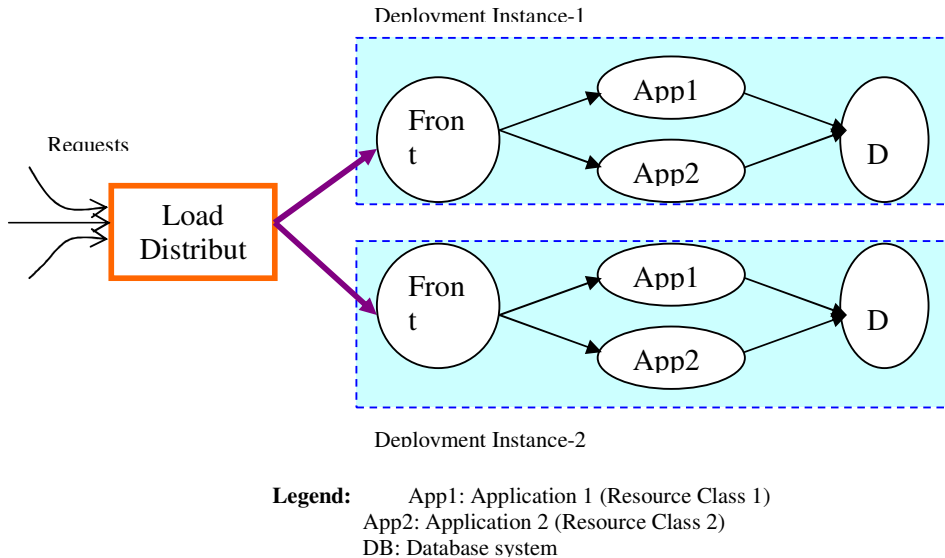 Deployment Instance-1
Requests
Load
Distribut
Fron
t
App1
App2
D
Fron
t
App1
App2
D
Deployment Instance-2
Legend: App1: Application 1 (Resource Class 1)
App2: Application 2 (Resource Class 2)
DB: Database system